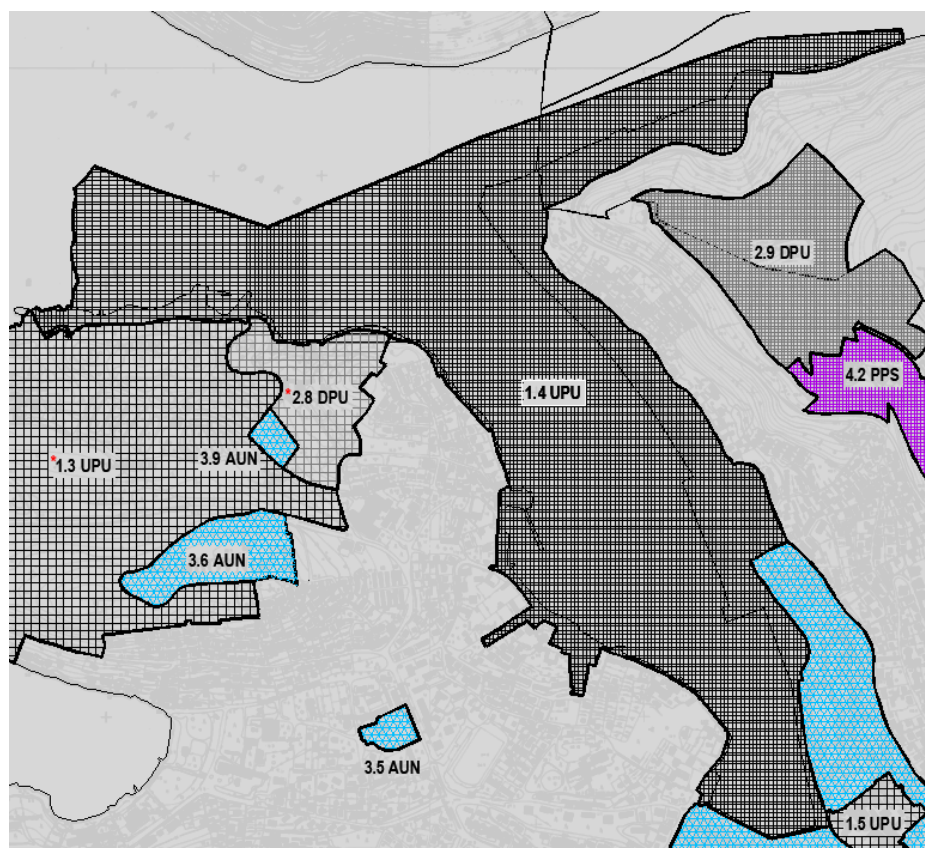 2.9 DPU
4.2 PPS
1.4 UPU
*2.8 DPU
3.9 AUN
*1.3 UPU
3.6 AUN
3.5 AUN
1.5 UPU